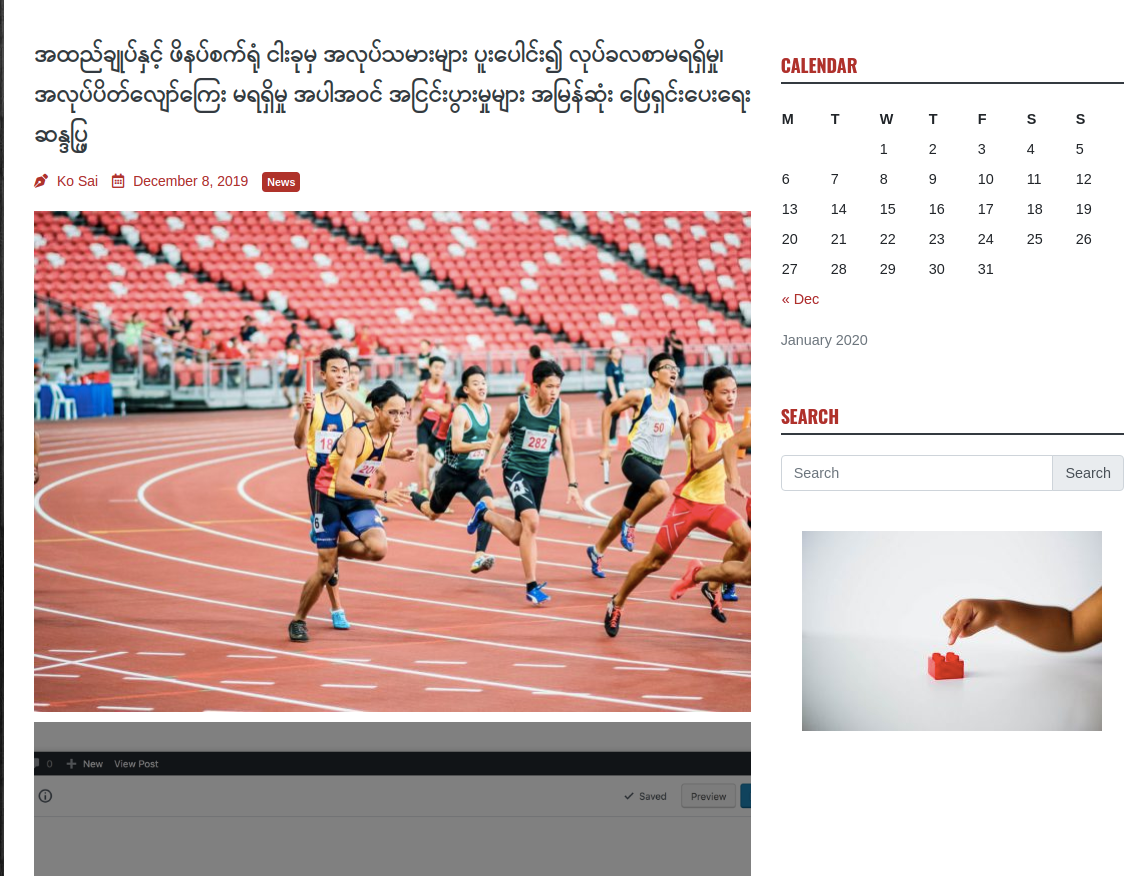 အထည်ချုပ်နှင့် ဖိနပ်စက်ရုံ ငါးခုမှ အလုပ်သမားများ ပူးပေါင်း၍ လုပ်ခလစာမရရှိမှု၊
အလုပ်ပိတ်လျော်ကြေး မရရှိမှု အပါအဝင် အငြင်းပွားမှုများ အမြန်ဆုံး ဖြေရှင်းပေးရေး
ဆန္ဒပြ
Ko Sai December 8, 2019 News
282
50
4
6
0 New View Post
Saved Preview
CALENDAR
M T W T F S S
1 2 3 4 5
6 7 8 9 10 11 12
13 14 15 16 17 18 19
20 21 22 23 24 25 26
27 28 29 30 31
« Dec
January 2020
SEARCH
Search Search